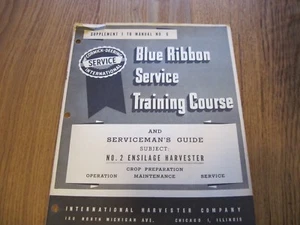 SUPPLEMENT 1 TO MANUAL NO. 5
McCORMICK-DEERING
SERVICE
INTERNATIONAL
Blue Ribbon
Service
Training Course
AND
SERVICEMAN'S GUIDE
SUBJECT:
NO. 2 ENSILAGE HARVESTER
CROP PREPARATION
OPERATION MAINTENANCE SERVICE
INTERNATIONAL HARVESTER COMPANY
180 NORTH MICHIGAN AVE. CHICAGO 1, ILLINOIS